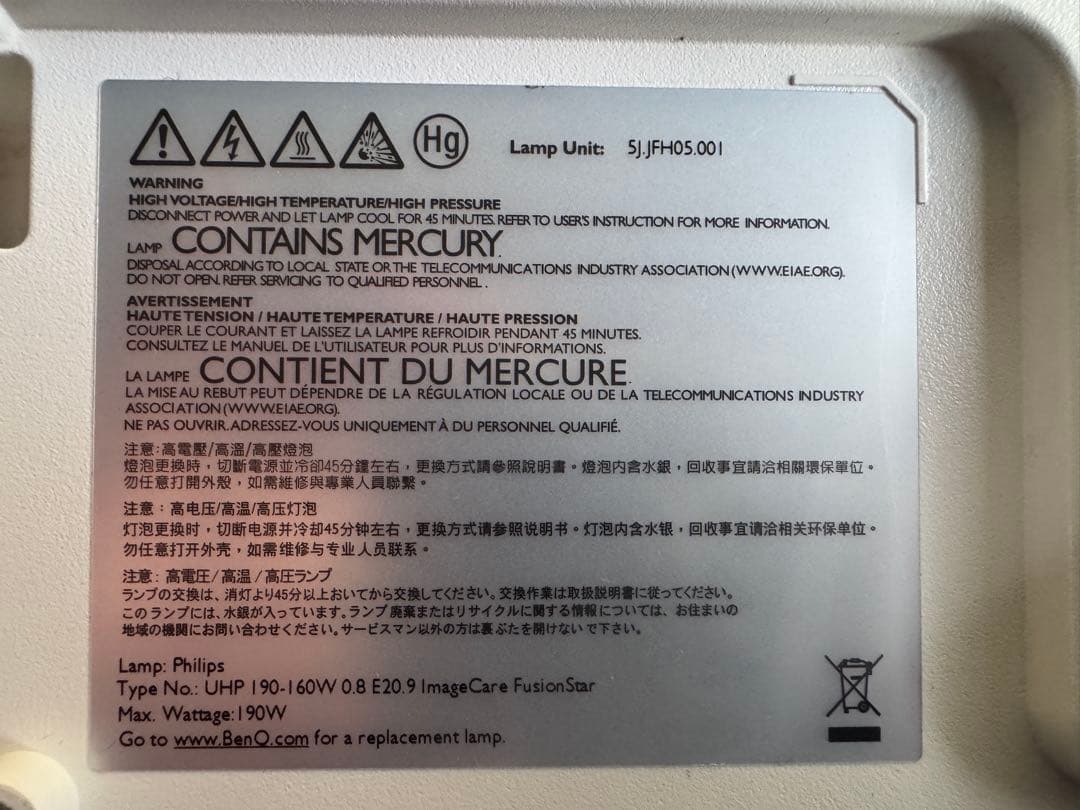 Hg
Lamp Unit: 5J.JFH05.001
WARNING
HIGH VOLTAGE/HIGH TEMPERATURE/HIGH PRESSURE
DISCONNECT POWER AND LET LAMP COOL FOR 45 MINUTES. REFER TO USER'S INSTRUCTION FOR MORE INFORMATION.
LAMP CONTAINS MERCURY.
DISPOSAL ACCORDING TO LOCAL STATE OR THE TELECOMMUNICATIONS INDUSTRY ASSOCIATION (WWW.EIAE.ORG).
DO NOT OPEN. REFER SERVICING TO QUALIFIED PERSONNEL.
AVERTISSEMENT
HAUTE TENSION / HAUTE TEMPERATURE / HAUTE PRESSION
COUPER LE COURANT ET LAISSEZ LA LAMPE REFROIDIR PENDANT 45 MINUTES.
CONSULTEZ LE MANUEL DE L'UTILISATEUR POUR PLUS D'INFORMATIONS.
LA LAMPE CONTIENT DU MERCURE.
LA MISE AU REBUT PEUT DÉPENDRE DE LA RÉGULATION LOCALE OU DE LA TELECOMMUNICATIONS INDUSTRY
ASSOCIATION (WWW.EIAE.ORG).
NE PAS OUVRIR. ADRESSEZ-VOUS UNIQUEMENT À DU PERSONNEL QUALIFIÉ.
注意:高電壓/高溫/高壓燈泡
燈泡更換時，切斷電源並冷卻45分鐘左右，更換方式請參照說明書。燈泡內含水銀，回收事宜請洽相關環保單位。
勿任意打開外殼，如需維修與專業人員聯繫。
注意：高电压/高温/高压灯泡
灯泡更换时，切断电源并冷却45分钟左右，更换方式请参照说明书。灯泡内含水银，回收事宜請洽相关环保单位。
勿任意打开外壳，如需维修与专业人员联系。
注意: 高電圧/高温/高圧ランプ
ランプの交換は、消灯より45分以上おいてから交換してください。交換作業は取扱説明書に従ってください。
このランプには、水銀が入っています。ランプ廃棄またはリサイクルに関する情報については、お住まいの
地域の機関にお問い合わせください。サービスマン以外の方は裏ぶたを開けないで下さい。
Lamp: Philips
Type No.: UHP 190-160W 0.8 E20.9 ImageCare FusionStar
Max. Wattage:190W
Go to www.BenQ.com for a replacement lamp.